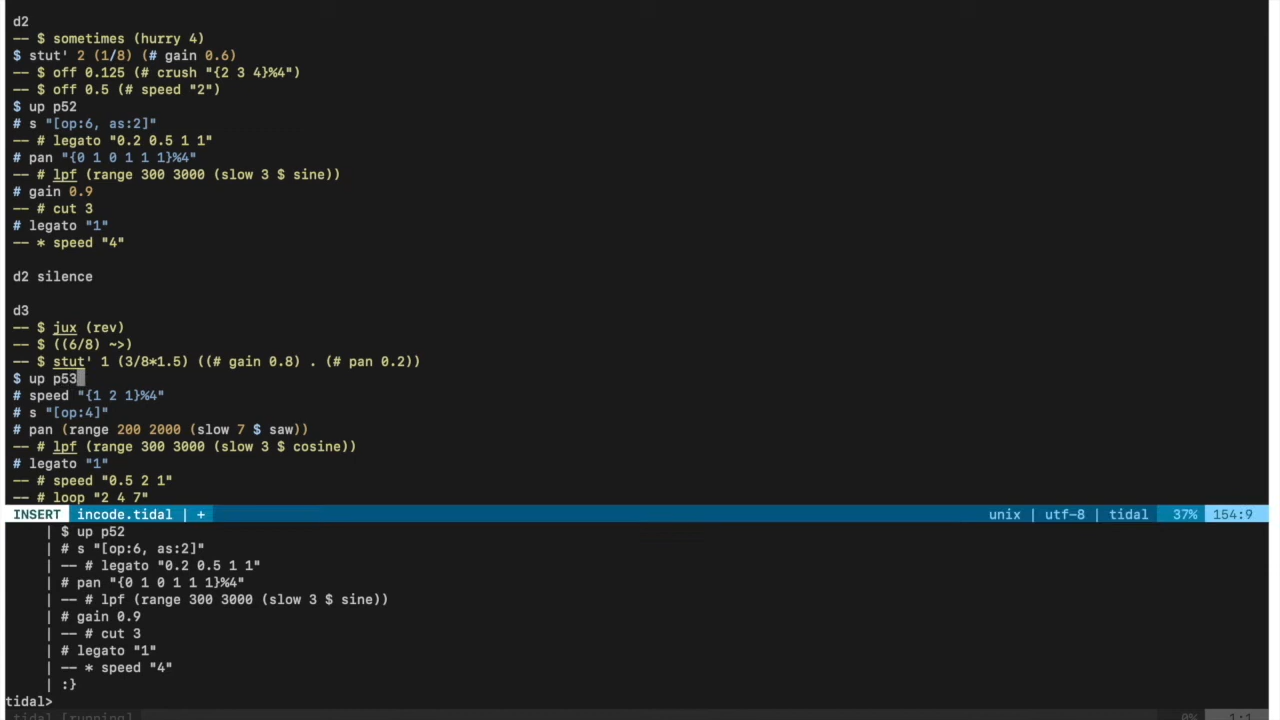 d2
-- $ sometimes (hurry 4)
$ stut' 2 (1/8) (# gain 0.6)
-- $ off 0.125 (# crush "{2 3 4}%4")
-- $ off 0.5 (# speed "2")
$ up p52
# s "[op:6, as:2]"
-- # legato "0.2 0.5 1 1"
# pan "{0 1 0 1 1 1}%4"
-- # lpf (range 300 3000 (slow 3 $ sine))
# gain 0.9
-- # cut 3
# legato "1"
-- * speed "4"
d2 silence
d3
-- $ jux (rev)
-- $ ((6/8) ~>)
-- $ stut' 1 (3/8*1.5) ((# gain 0.8) . (# pan 0.2))
$ up p53
# speed "{1 2 1}%4"
# s "[op:4]"
# pan (range 200 2000 (slow 7 $ saw))
-- # lpf (range 300 3000 (slow 3 $ cosine))
# legato "1"
-- # speed "0.5 2 1"
-- # loop "2 4 7"
INSERT incode.tidal | + unix | utf-8 | tidal 37% 154:9
| $ up p52
| # s "[op:6, as:2]"
| -- # legato "0.2 0.5 1 1"
| # pan "{0 1 0 1 1 1}%4"
| -- # lpf (range 300 3000 (slow 3 $ sine))
| # gain 0.9
| -- # cut 3
| # legato "1"
| -- * speed "4"
| :}
tidal>
tidal [running] 0% 1:1